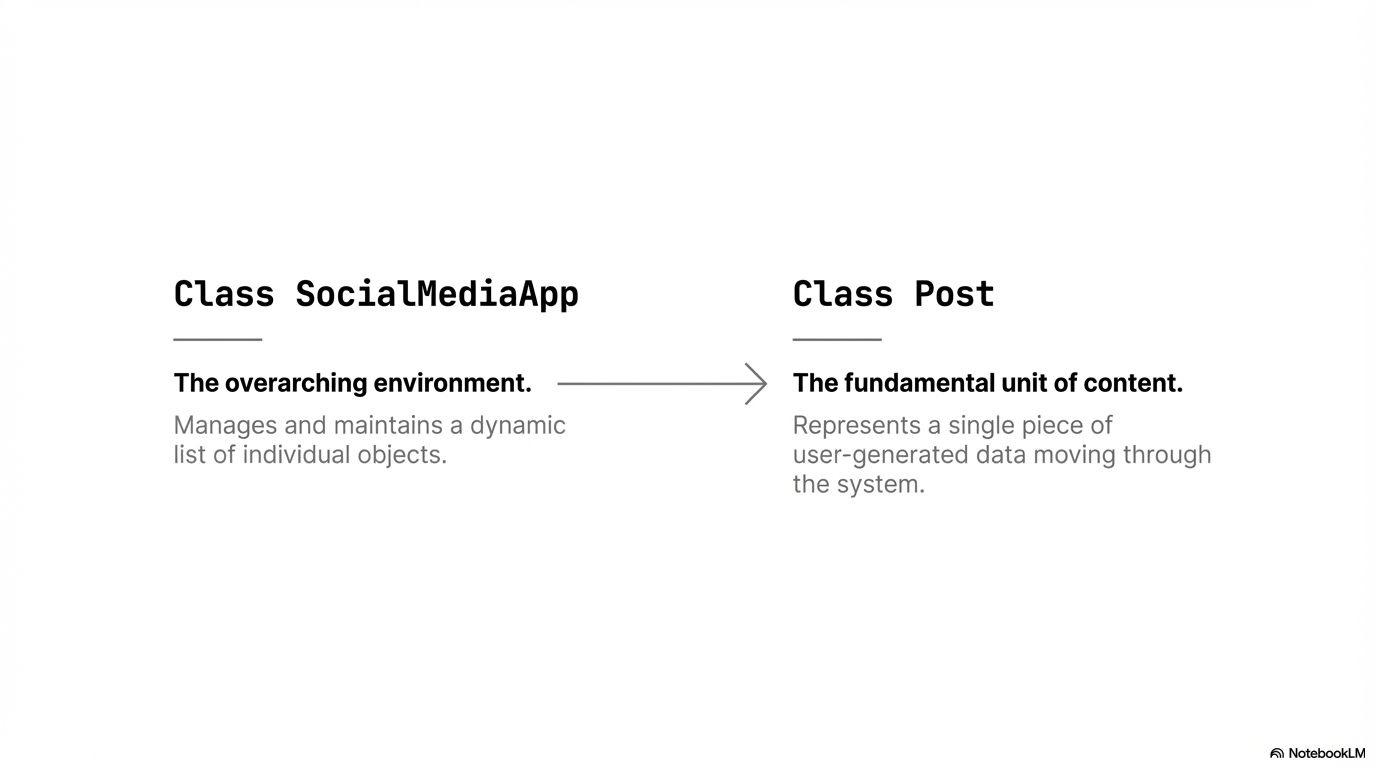 Class SocialMediaApp
The overarching environment.
Manages and maintains a dynamic
list of individual objects.
Class Post
The fundamental unit of content.
Represents a single piece of
user-generated data moving through
the system.
NotebookLM